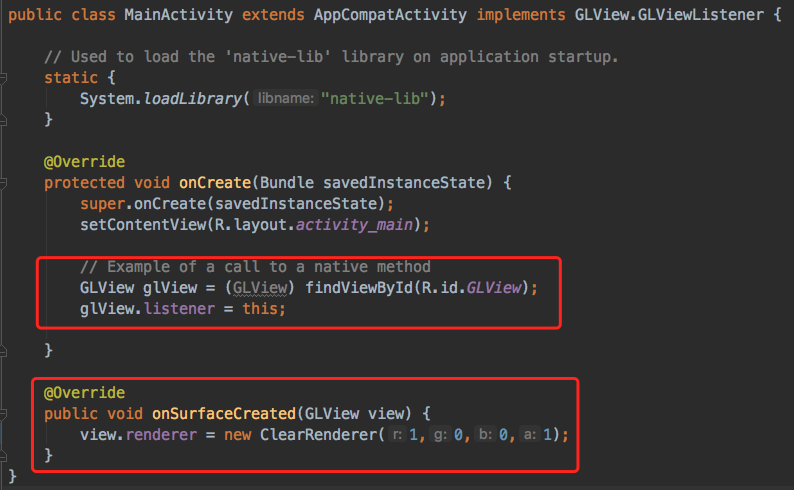 public class MainActivity extends AppCompatActivity implements GLView.GLViewListener {
// Used to load the 'native-lib' library on application startup.
static {
System.loadLibrary( libname: "native-lib");
}
@Override
protected void onCreate(Bundle savedInstanceState) {
super.onCreate(savedInstanceState);
setContentView(R.layout.activity_main);
// Example of a call to a native method
GLView glView = (GLView) findViewById(R.id.GLView);
glView.listener = this;
}
@Override
public void onSurfaceCreated(GLView view) {
view.renderer = new ClearRenderer( r: 1, g: 0, b: 0, a: 1);
}
}